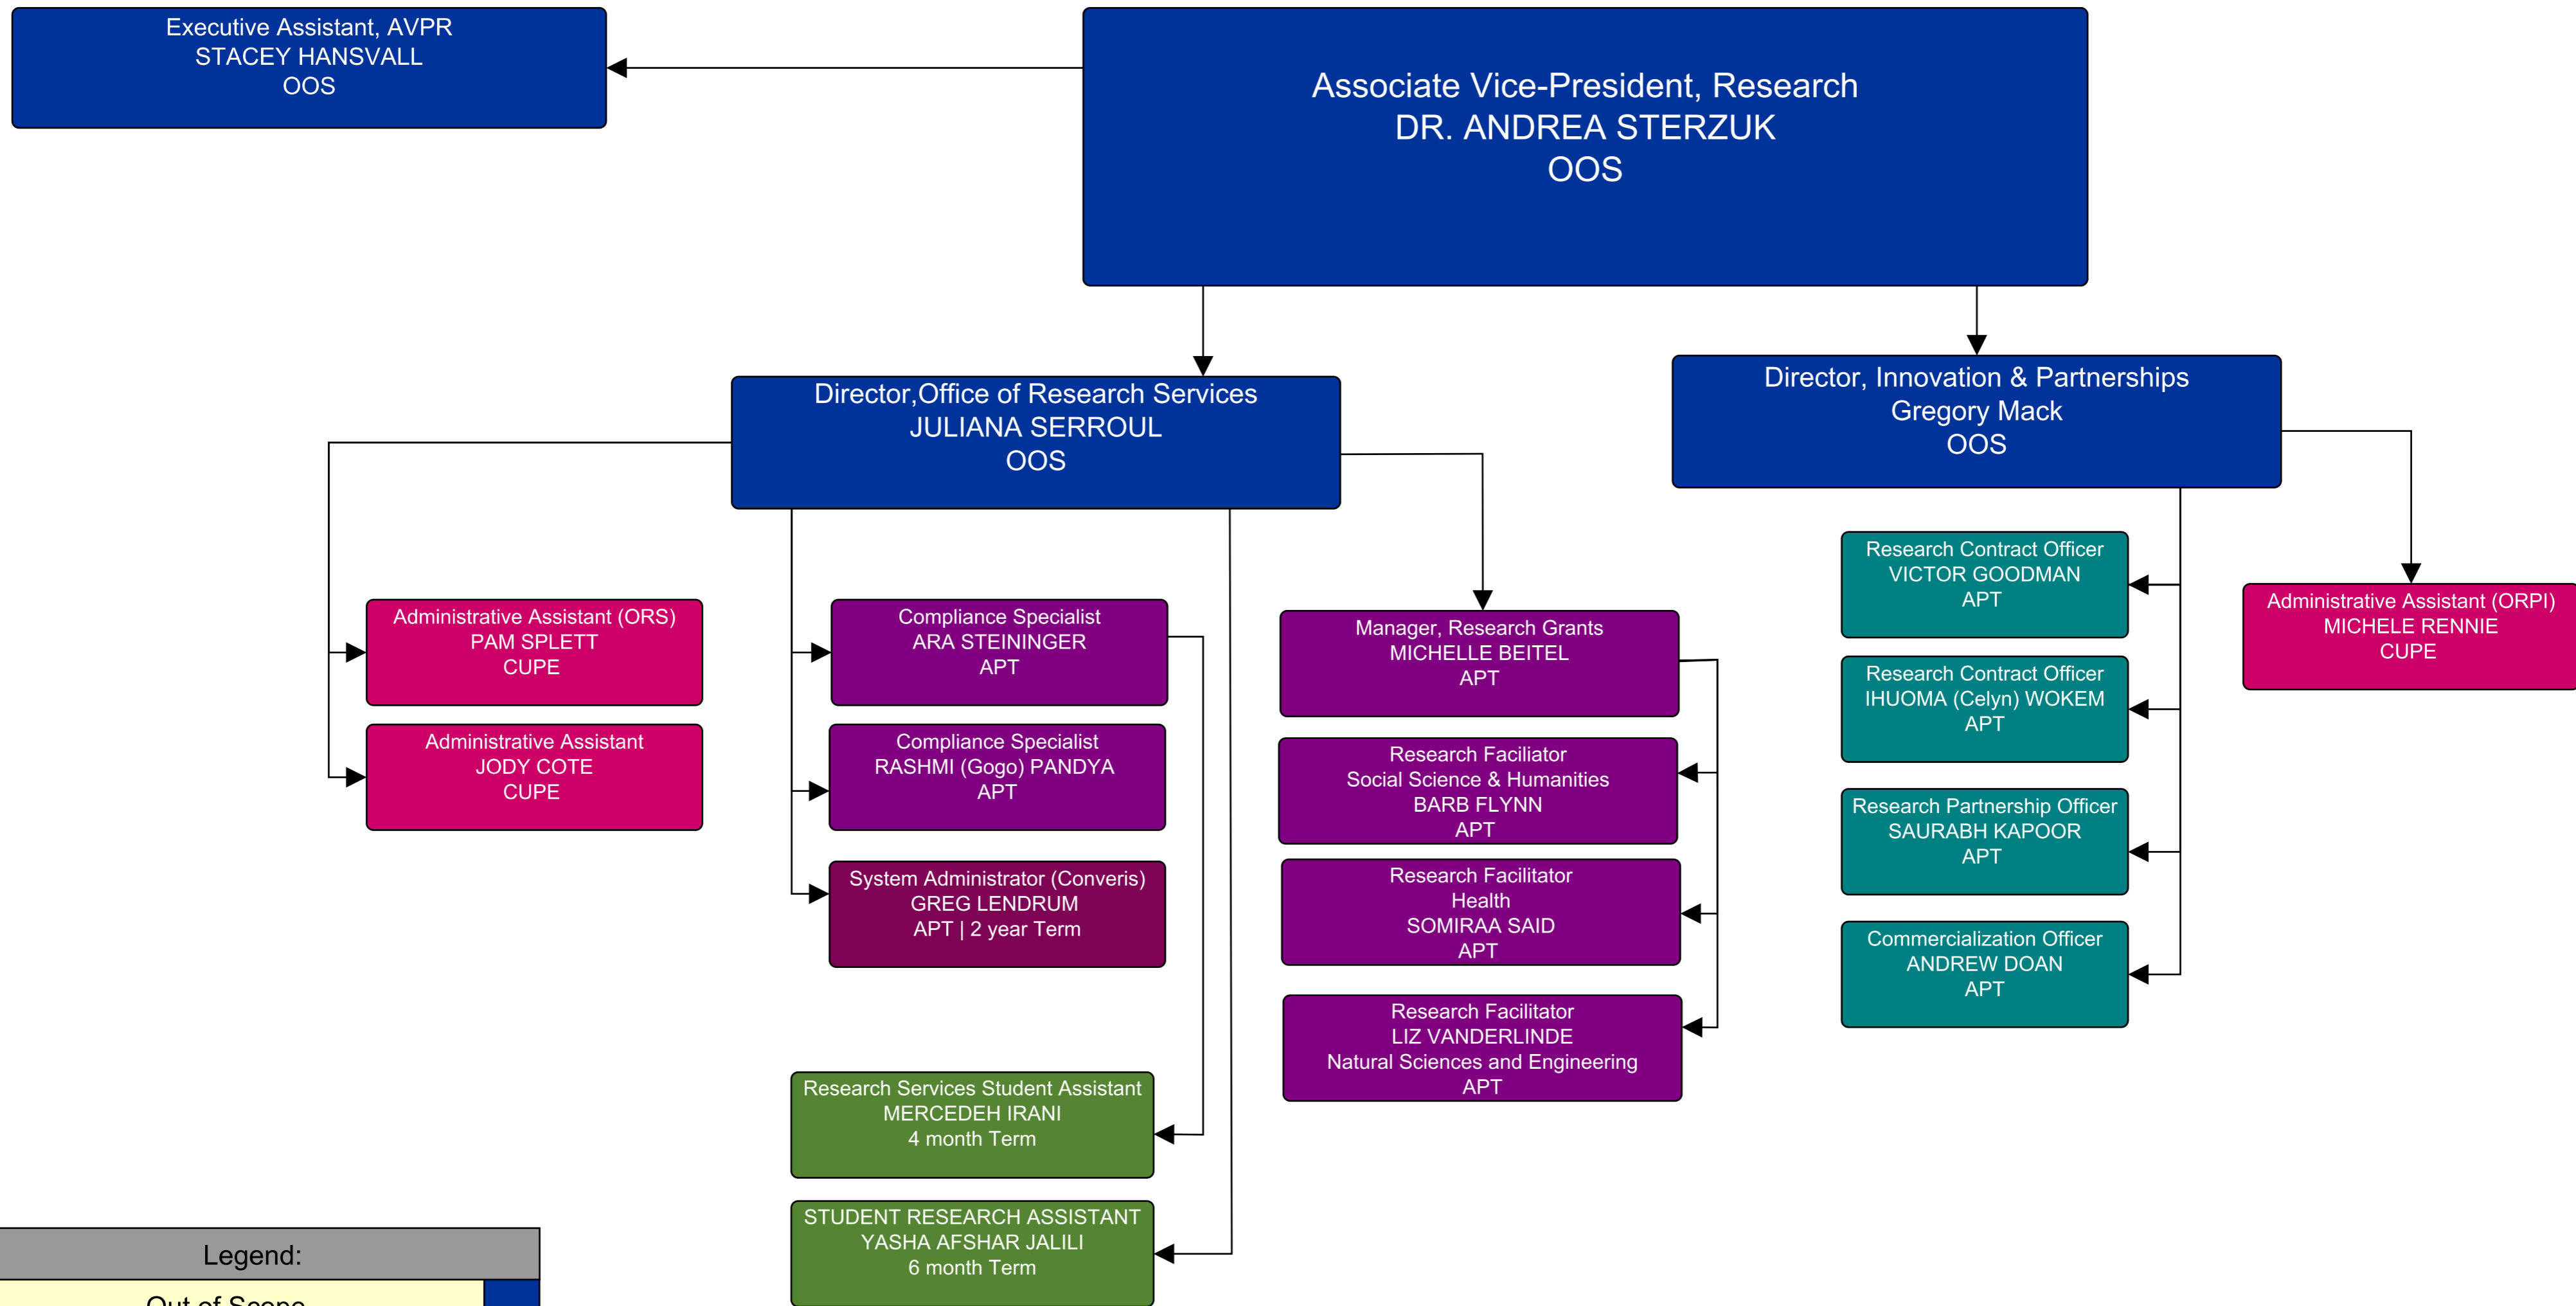 Executive Assistant, AVPR
STACEY HANSVALL
OOS
Associate Vice-President, Research
DR. ANDREA STERZUK
OOS
Director,Office of Research Services
JULIANA SERROUL
OOS
Director, Innovation & Partnerships
Gregory Mack
OOS
Administrative Assistant (ORS)
PAM SPLETT
CUPE
Administrative Assistant
JODY COTE
CUPE
Compliance Specialist
ARA STEININGER
APT
Compliance Specialist
RASHMI (Gogo) PANDYA
APT
System Administrator (Converis)
GREG LENDRUM
APT | 2 year Term
Research Services Student Assistant
MERCEDEH IRANI
4 month Term
STUDENT RESEARCH ASSISTANT
YASHA AFSHAR JALILI
6 month Term
Manager, Research Grants
MICHELLE BEITEL
APT
Research Faciliator
Social Science & Humanities
BARB FLYNN
APT
Research Facilitator
Health
SOMIRAA SAID
APT
Research Facilitator
LIZ VANDERLINDE
Natural Sciences and Engineering
APT
Research Contract Officer
VICTOR GOODMAN
APT
Research Contract Officer
IHUOMA (Celyn) WOKEM
APT
Research Partnership Officer
SAURABH KAPOOR
APT
Commercialization Officer
ANDREW DOAN
APT
Administrative Assistant (ORPI)
MICHELE RENNIE
CUPE
Legend:
Out of Scope